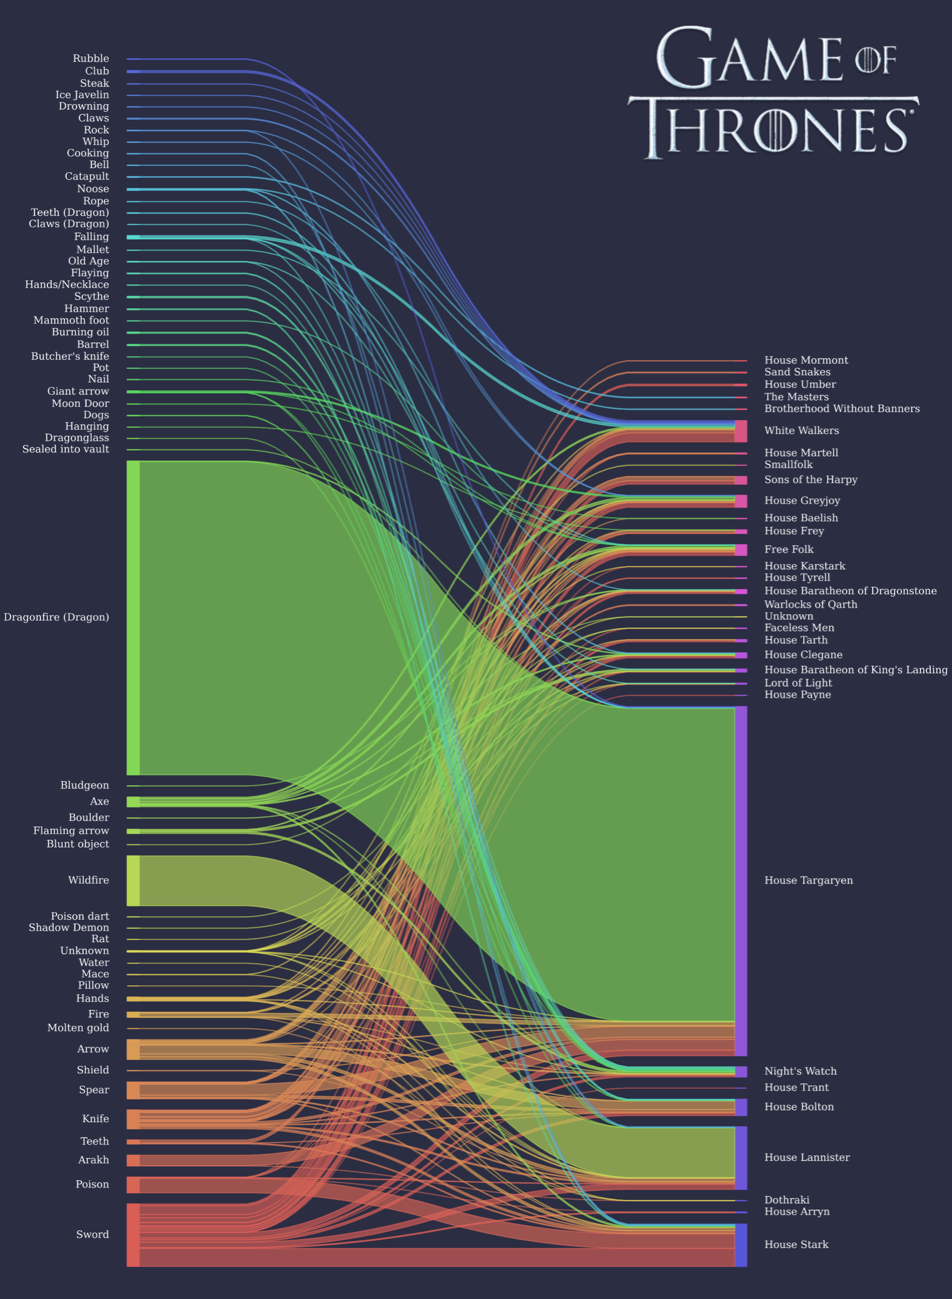 GAME OF
THRONES
Rubble
Club
Steak
Ice Javelin
Drowning
Claws
Rock
Whip
Cooking
Bell
Catapult
Noose
Rope
Teeth (Dragon)
Claws (Dragon)
Falling
Mallet
Old Age
Flaying
Hands/Necklace
Scythe
Hammer
Mammoth foot
Burning oil
Barrel
Butcher's knife
Pot
Nail
Giant arrow
Moon Door
Dogs
Hanging
Dragonglass
Sealed into vault
Dragonfire (Dragon)
Bludgeon
Axe
Boulder
Flaming arrow
Blunt object
Wildfire
Poison dart
Shadow Demon
Rat
Unknown
Water
Mace
Pillow
Hands
Fire
Molten gold
Arrow
Shield
Spear
Knife
Teeth
Arakh
Poison
Sword
House Mormont
Sand Snakes
House Umber
The Masters
Brotherhood Without Banners
White Walkers
House Martell
Smallfolk
Sons of the Harpy
House Greyjoy
House Baelish
House Frey
Free Folk
House Karstark
House Tyrell
House Baratheon of Dragonstone
Warlocks of Qarth
Unknown
Faceless Men
House Tarth
House Clegane
House Baratheon of King's Landing
Lord of Light
House Payne
House Targaryen
Night's Watch
House Trant
House Bolton
House Lannister
Dothraki
House Arryn
House Stark